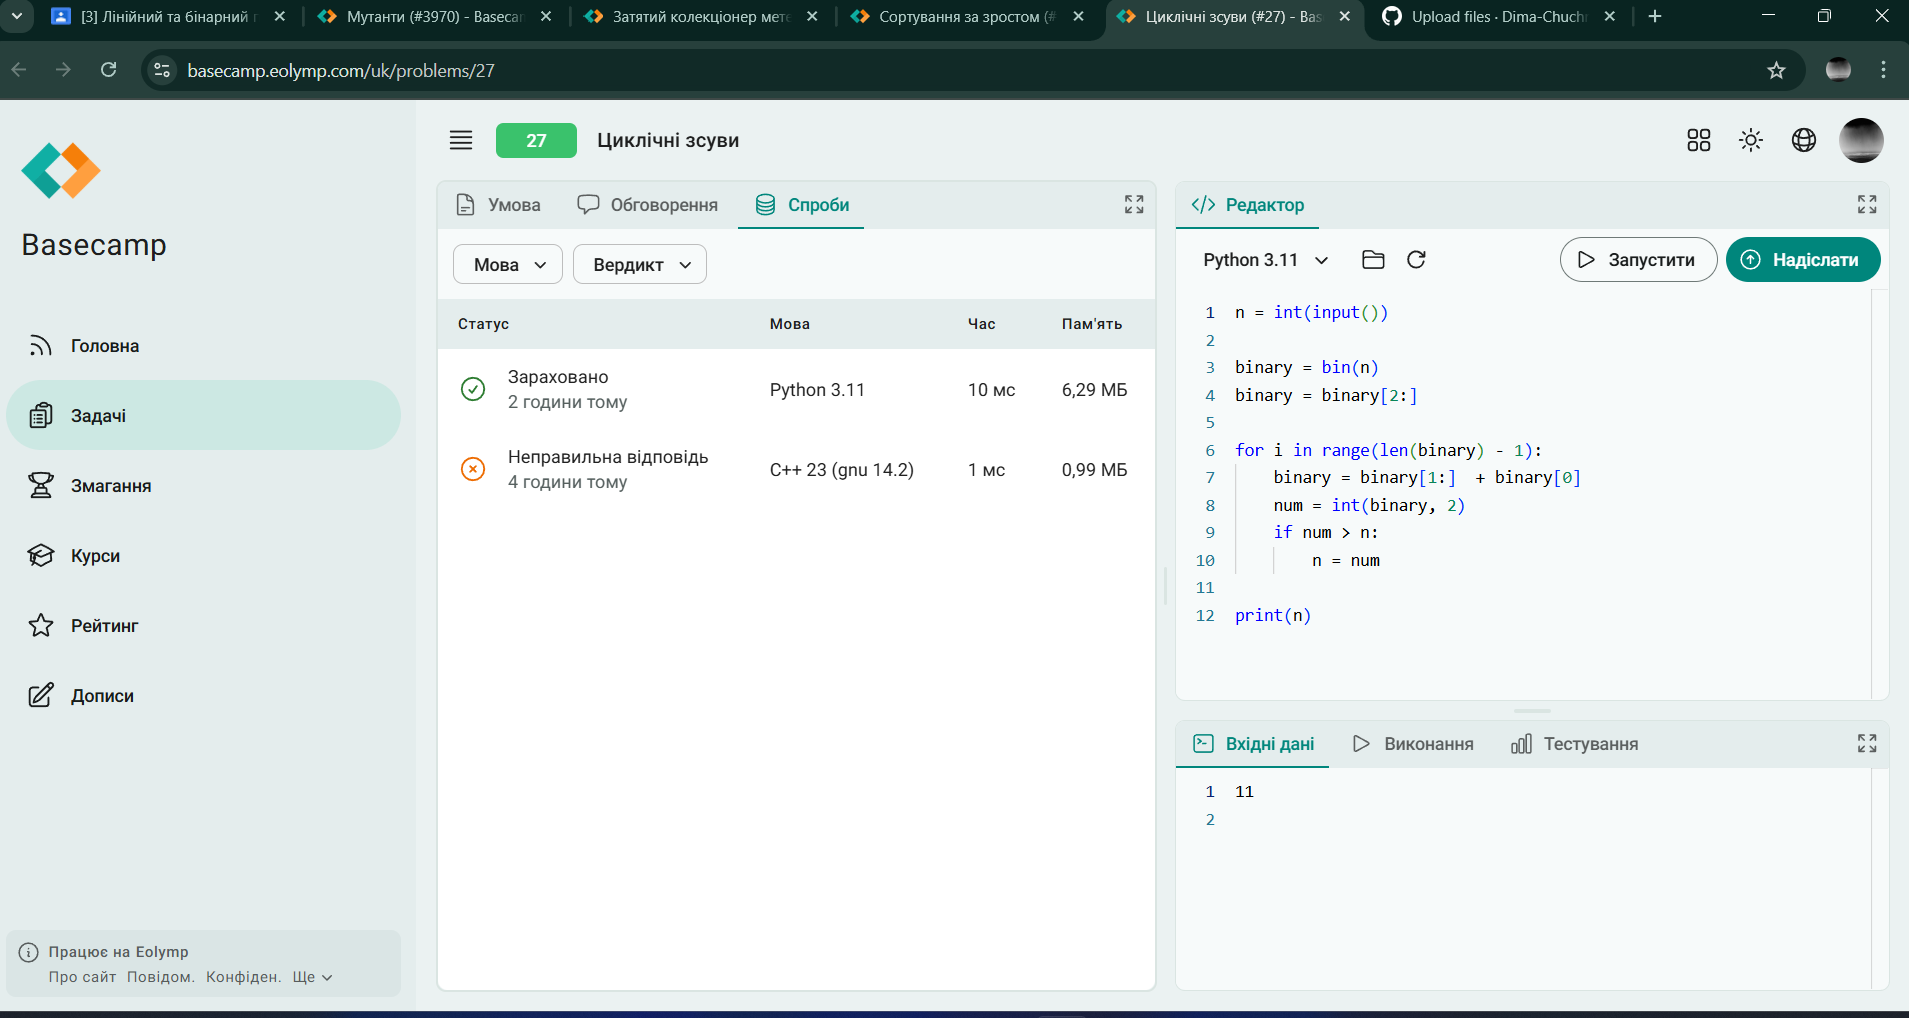 [3] Лінійний та бінарний
Мутанти (#3970) - Basecam
Затятий колекціонер мете
Сортування за зростом (#
Циклічні зсуви (#27) - Bas
Upload files · Dima-Chuchr
basecamp.eolymp.com/uk/problems/27
Basecamp
Головна
Задачі
Змагання
Курси
Рейтинг
Дописи
Працює на Eolymp
Про сайт Повідом. Конфіден. Ще
27 Циклічні зсуви
Умова Обговорення Спроби
Мова Вердикт
Статус Мова Час Пам'ять
Зараховано
2 години тому
Python 3.11 10 мс 6,29 МБ
Неправильна відповідь
4 години тому
C++ 23 (gnu 14.2) 1 мс 0,99 МБ
Редактор
Python 3.11 Запустити Надіслати
1 n = int(input())
2
3 binary = bin(n)
4 binary = binary[2:]
5
6 for i in range(len(binary) - 1):
7     binary = binary[1:]  + binary[0]
8     num = int(binary, 2)
9     if num > n:
10         n = num
11
12 print(n)
Вхідні дані Виконання Тестування
1 11
2